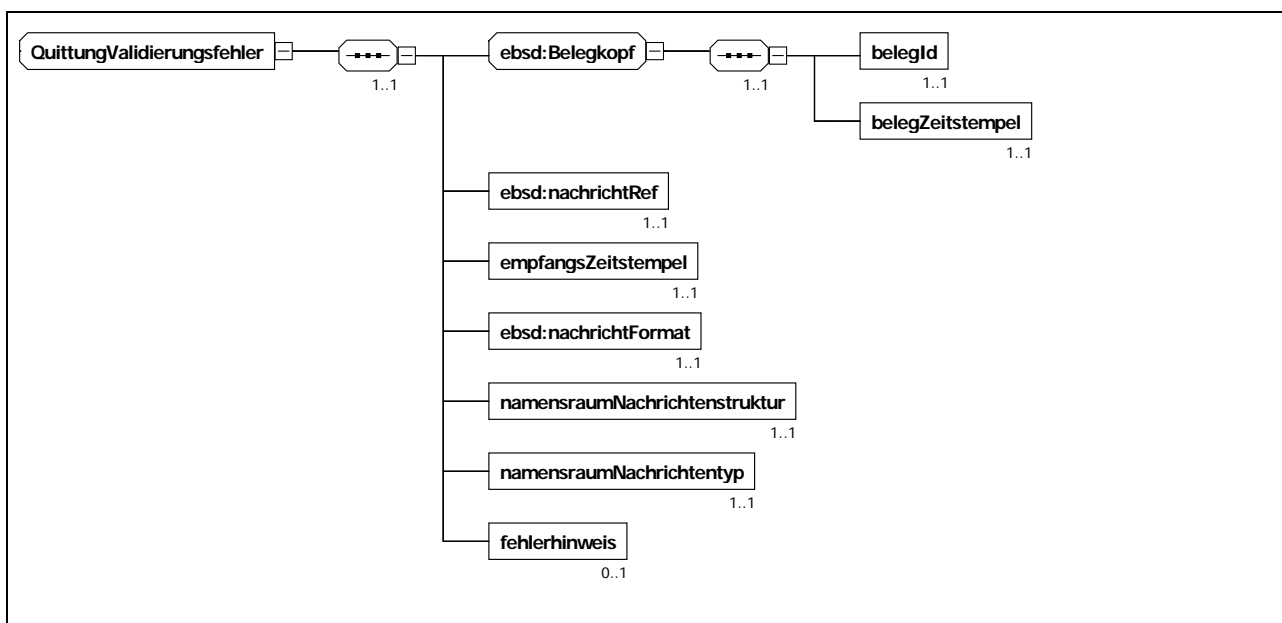 QuittungValidierungsfehler
1..1
ebsd:Belegkopf
1..1
belegId
1..1
belegZeitstempel
1..1
ebsd:nachrichtRef
1..1
empfangsZeitstempel
1..1
ebsd:nachrichtFormat
1..1
namensraumNachrichtenstruktur
1..1
namensraumNachrichtentyp
1..1
fehlerhinweis
0..1